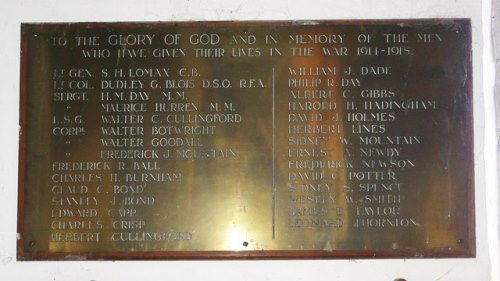 TO THE GLORY OF GOD AND IN MEMORY OF THE MEN
WHO HAVE GIVEN THEIR LIVES IN THE WAR 1914-1918.
LT GEN. S. H. LOMAX C.B.
LT COL. DUDLEY G. BLOIS D.S.O. R.F.A.
SERGT. H. M. DAY M.M.
" MAURICE HURREN M.M.
L.S.G. WALTER C. CULLINGFORD
CORPL WALTER BOTWRIGHT
" WALTER GOODALL
" FREDERICK J. MOUNTAIN
FREDERICK R. BALL
CHARLES H. BURNHAM
CLAUD C. BOND
STANLEY J. BOND
EDWARD CAPP
CHARLES CRISP
HERBERT CULLINGFORD
WILLIAM J. DADE
PHILIP R. DAY
ALBERT C. GIBBS
HAROLD H. HADINGHAM
DAVID J. HOLMES
HERBERT LINES
SIDNEY W. MOUNTAIN
ERNEST A. NEWBY
FREDERICK NEWSON
DAVID C. POTTER
SIDNEY S. SPENCE
WESLEY W. SMITH
JAMES E. TAYLOR
LEONARD THORNTON